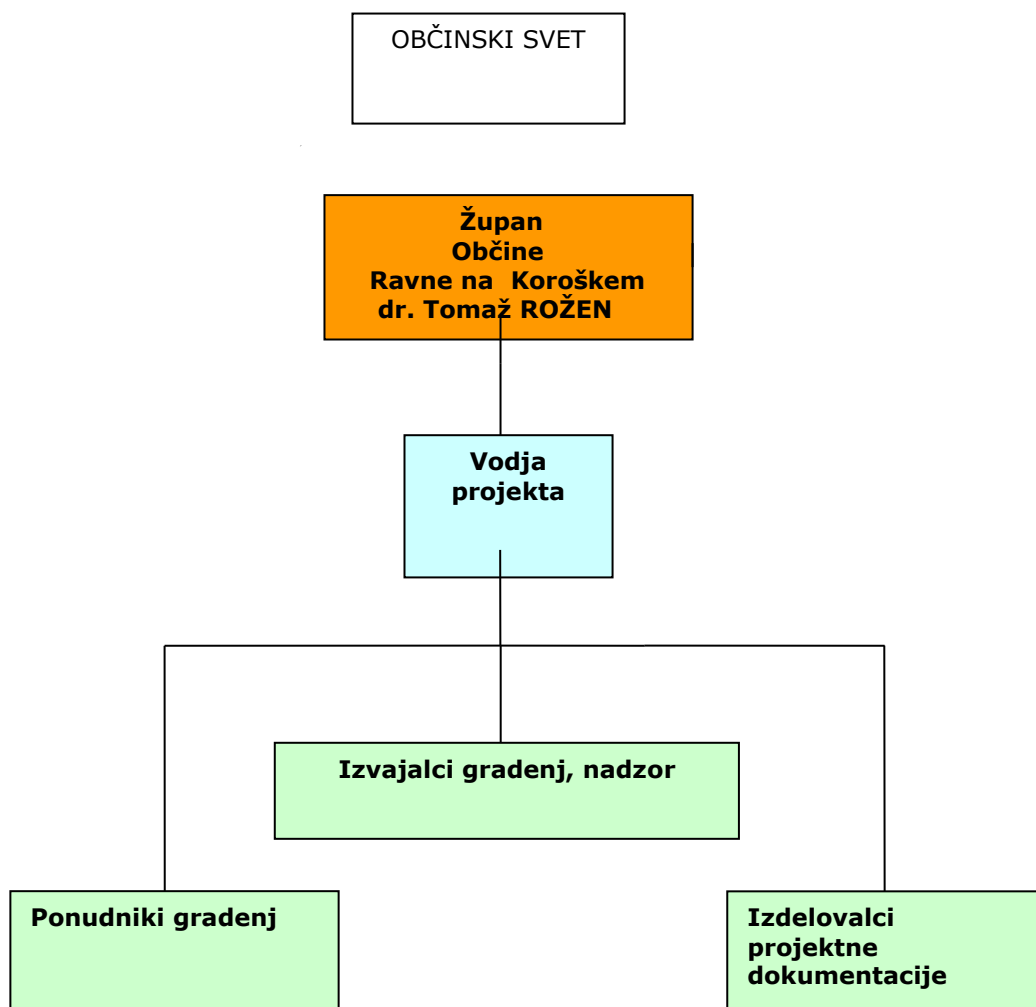 OBČINSKI SVET
Župan
Občine
Ravne na  Koroškem
dr. Tomaž ROŽEN
Vodja
projekta
Izvajalci gradenj, nadzor
Ponudniki gradenj
Izdelovalci
projektne
dokumentacije